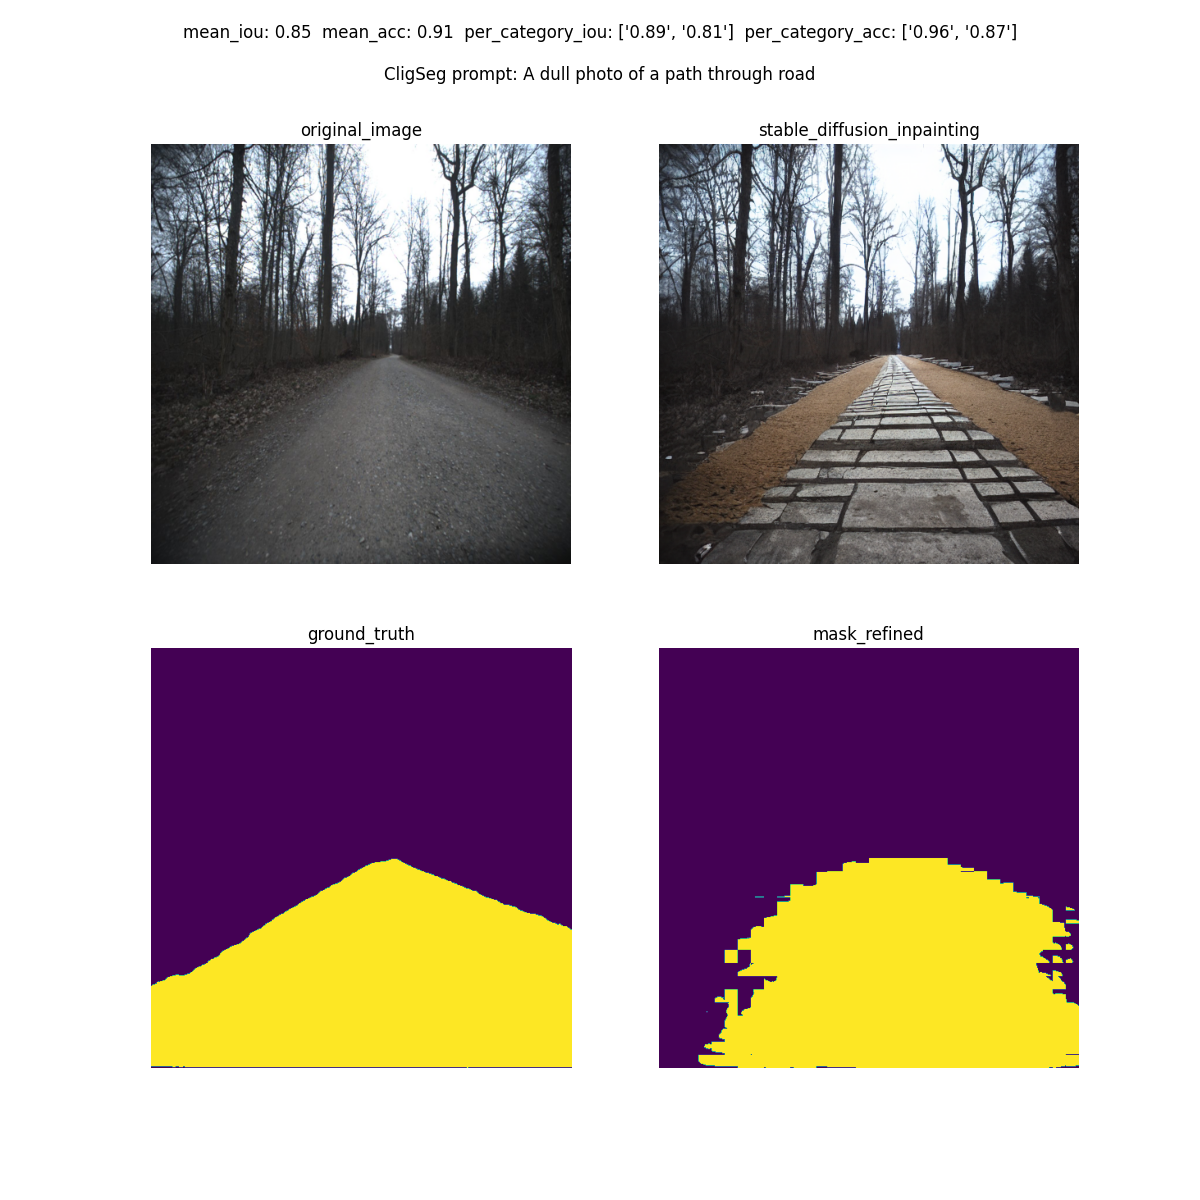 mean_iou: 0.85  mean_acc: 0.91  per_category_iou: ['0.89', '0.81']  per_category_acc: ['0.96', '0.87']
CligSeg prompt: A dull photo of a path through road
original_image
stable_diffusion_inpainting
ground_truth
mask_refined